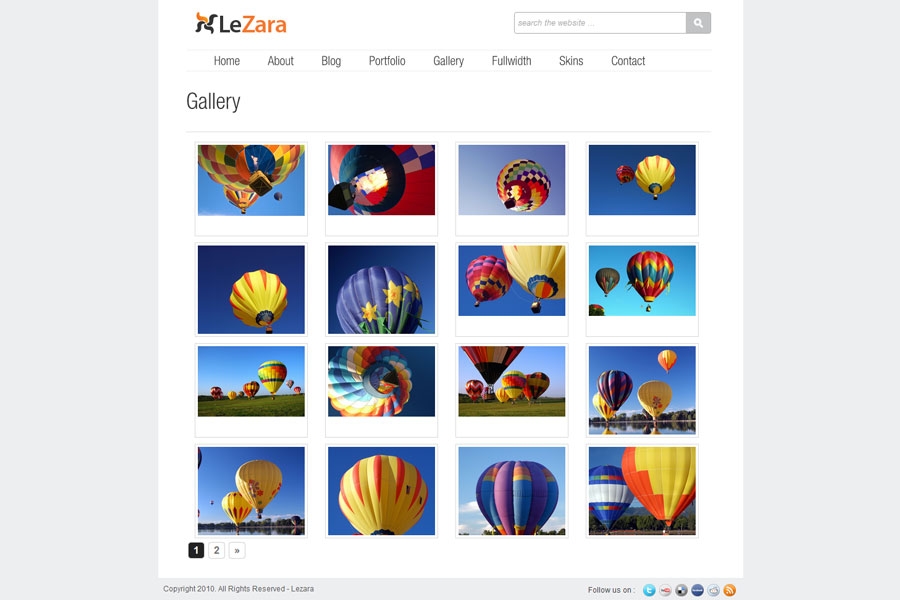 LeZara
search the website ...
Home About Blog Portfolio Gallery Fullwidth Skins Contact
Gallery
1 2 »
Copyright 2010. All Rights Reserved - Lezara
Follow us on :